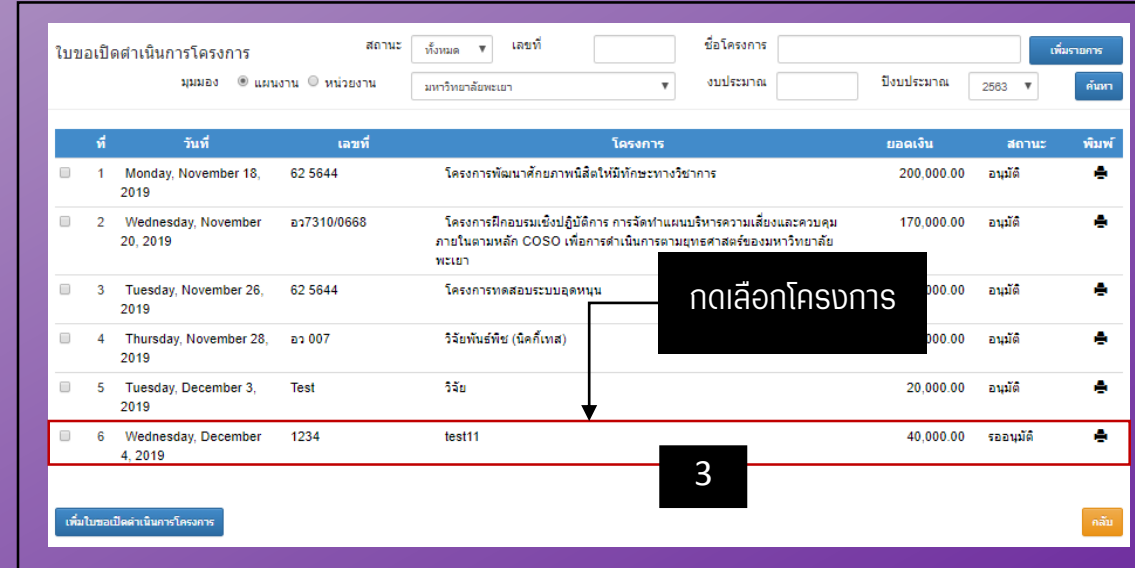 ใบขอเปิดดำเนินการโครงการ สถานะ ทั้งหมด เลขที่ ชื่อโครงการ เพิ่มรายการ
มุมมอง แผนงาน หน่วยงาน มหาวิทยาลัยพะเยา งบประมาณ ปีงบประมาณ 2563 ค้นหา
ที่ วันที่ เลขที่ โครงการ ยอดเงิน สถานะ พิมพ์
1 Monday, November 18, 62 5644 โครงการพัฒนาศักยภาพนิสิตให้มีทักษะทางวิชาการ 200,000.00 อนุมัติ
2019
2 Wednesday, November อว7310/0668 โครงการฝึกอบรมเชิงปฏิบัติการ การจัดทำแผนบริหารความเสี่ยงและควบคุม 170,000.00 อนุมัติ
20, 2019 ภายในตามหลัก COSO เพื่อการดำเนินการตามยุทธศาสตร์ของมหาวิทยาลัย
พะเยา
3 Tuesday, November 26, 62 5644 โครงการทดสอบระบบอุดหนุน 000.00 อนุมัติ
2019
กดเลือกโครงการ
4 Thursday, November 28, อว 007 วิจัยพันธ์พืช (นิคกี้เทส) 000.00 อนุมัติ
2019
5 Tuesday, December 3, Test วิจัย 20,000.00 อนุมัติ
2019
6 Wednesday, December 1234 test11 40,000.00 รออนุมัติ
4, 2019
3
เพิ่มใบขอเปิดดำเนินการโครงการ กลับ